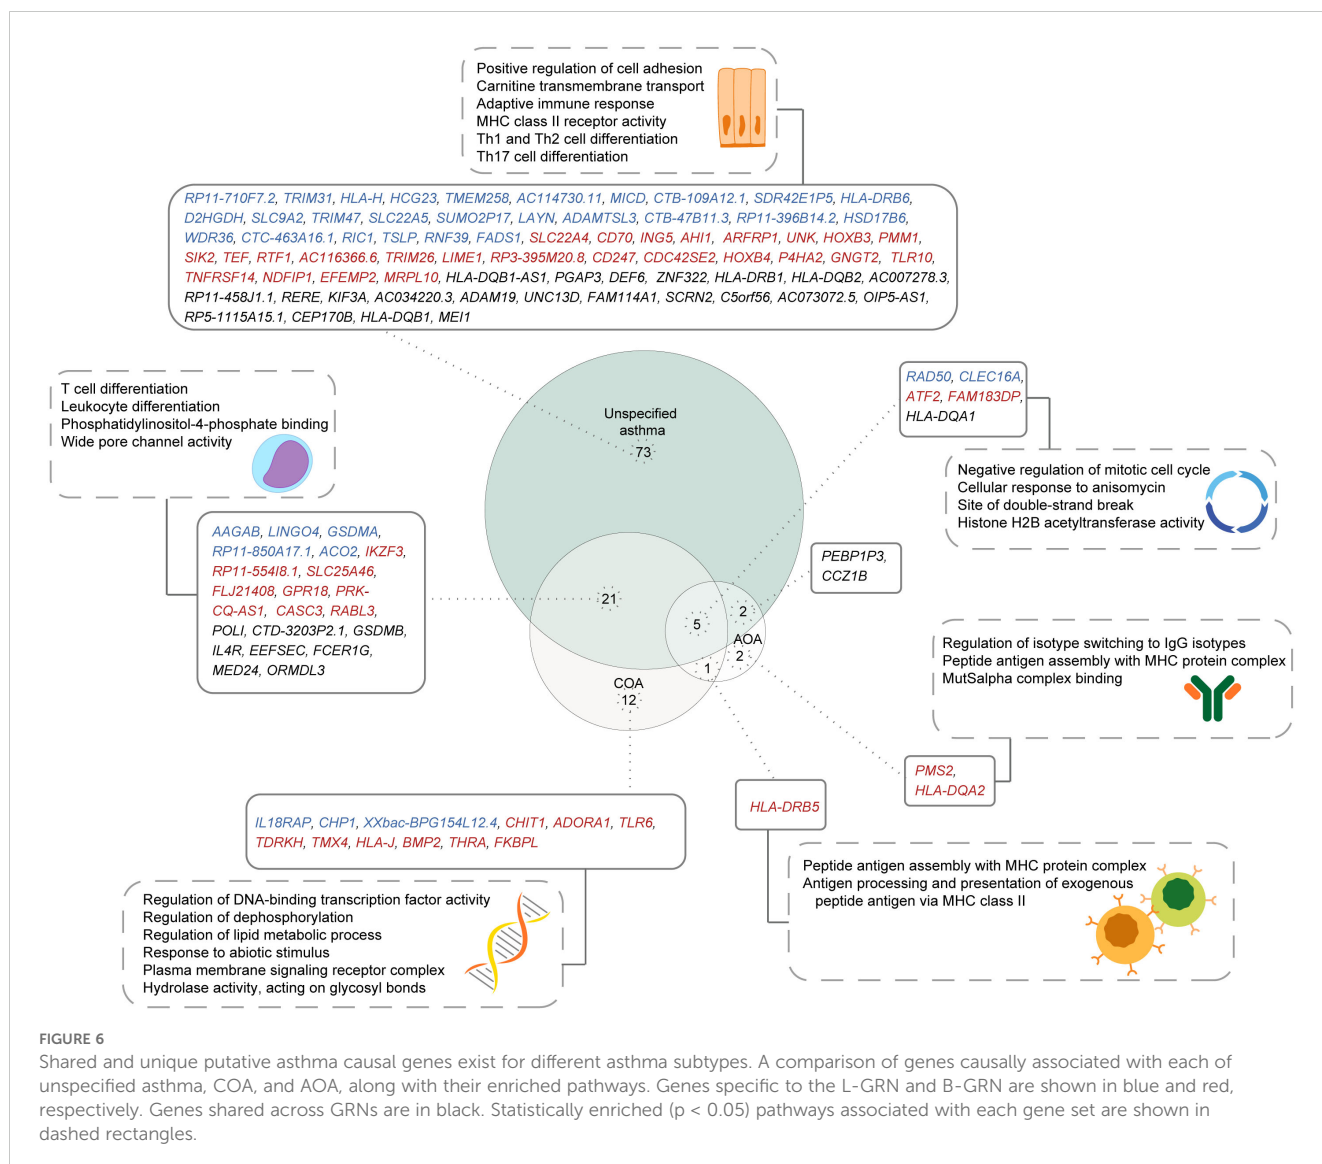 Positive regulation of cell adhesion
Carnitine transmembrane transport
Adaptive immune response
MHC class II receptor activity
Th1 and Th2 cell differentiation
Th17 cell differentiation
RP11-710F7.2, TRIM31, HLA-H, HCG23, TMEM258, AC114730.11, MICD, CTB-109A12.1, SDR42E1P5, HLA-DRB6,
D2HGDH, SLC9A2, TRIM47, SLC22A5, SUMO2P17, LAYN, ADAMTSL3, CTB-47B11.3, RP11-396B14.2, HSD17B6,
WDR36, CTC-463A16.1, RIC1, TSLP, RNF39, FADS1, SLC22A4, CD70, ING5, AHI1, ARFRP1, UNK, HOXB3, PMM1,
SIK2, TEF, RTF1, AC116366.6, TRIM26, LIME1, RP3-395M20.8, CD247, CDC42SE2, HOXB4, P4HA2, GNGT2, TLR10,
TNFRSF14, NDFIP1, EFEMP2, MRPL10, HLA-DQB1-AS1, PGAP3, DEF6, ZNF322, HLA-DRB1, HLA-DQB2, AC007278.3,
RP11-458J1.1, RERE, KIF3A, AC034220.3, ADAM19, UNC13D, FAM114A1, SCRN2, C5orf56, AC073072.5, OIP5-AS1,
RP5-1115A15.1, CEP170B, HLA-DQB1, MEI1
T cell differentiation
Leukocyte differentiation
Phosphatidylinositol-4-phosphate binding
Wide pore channel activity
AAGAB, LINGO4, GSDMA,
RP11-850A17.1, ACO2, IKZF3,
RP11-554I8.1, SLC25A46,
FLJ21408, GPR18, PRK-
CQ-AS1, CASC3, RABL3,
POLI, CTD-3203P2.1, GSDMB,
IL4R, EEFSEC, FCER1G,
MED24, ORMDL3
Unspecified
asthma
73
21
5
2
AOA
2
1
COA
12
RAD50, CLEC16A,
ATF2, FAM183DP,
HLA-DQA1
Negative regulation of mitotic cell cycle
Cellular response to anisomycin
Site of double-strand break
Histone H2B acetyltransferase activity
PEBP1P3,
CCZ1B
Regulation of isotype switching to IgG isotypes
Peptide antigen assembly with MHC protein complex
MutSalpha complex binding
PMS2,
HLA-DQA2
HLA-DRB5
Peptide antigen assembly with MHC protein complex
Antigen processing and presentation of exogenous
peptide antigen via MHC class II
IL18RAP, CHP1, XXbac-BPG154L12.4, CHIT1, ADORA1, TLR6,
TDRKH, TMX4, HLA-J, BMP2, THRA, FKBPL
Regulation of DNA-binding transcription factor activity
Regulation of dephosphorylation
Regulation of lipid metabolic process
Response to abiotic stimulus
Plasma membrane signaling receptor complex
Hydrolase activity, acting on glycosyl bonds
FIGURE 6
Shared and unique putative asthma causal genes exist for different asthma subtypes. A comparison of genes causally associated with each of
unspecified asthma, COA, and AOA, along with their enriched pathways. Genes specific to the L-GRN and B-GRN are shown in blue and red,
respectively. Genes shared across GRNs are in black. Statistically enriched (p < 0.05) pathways associated with each gene set are shown in
dashed rectangles.